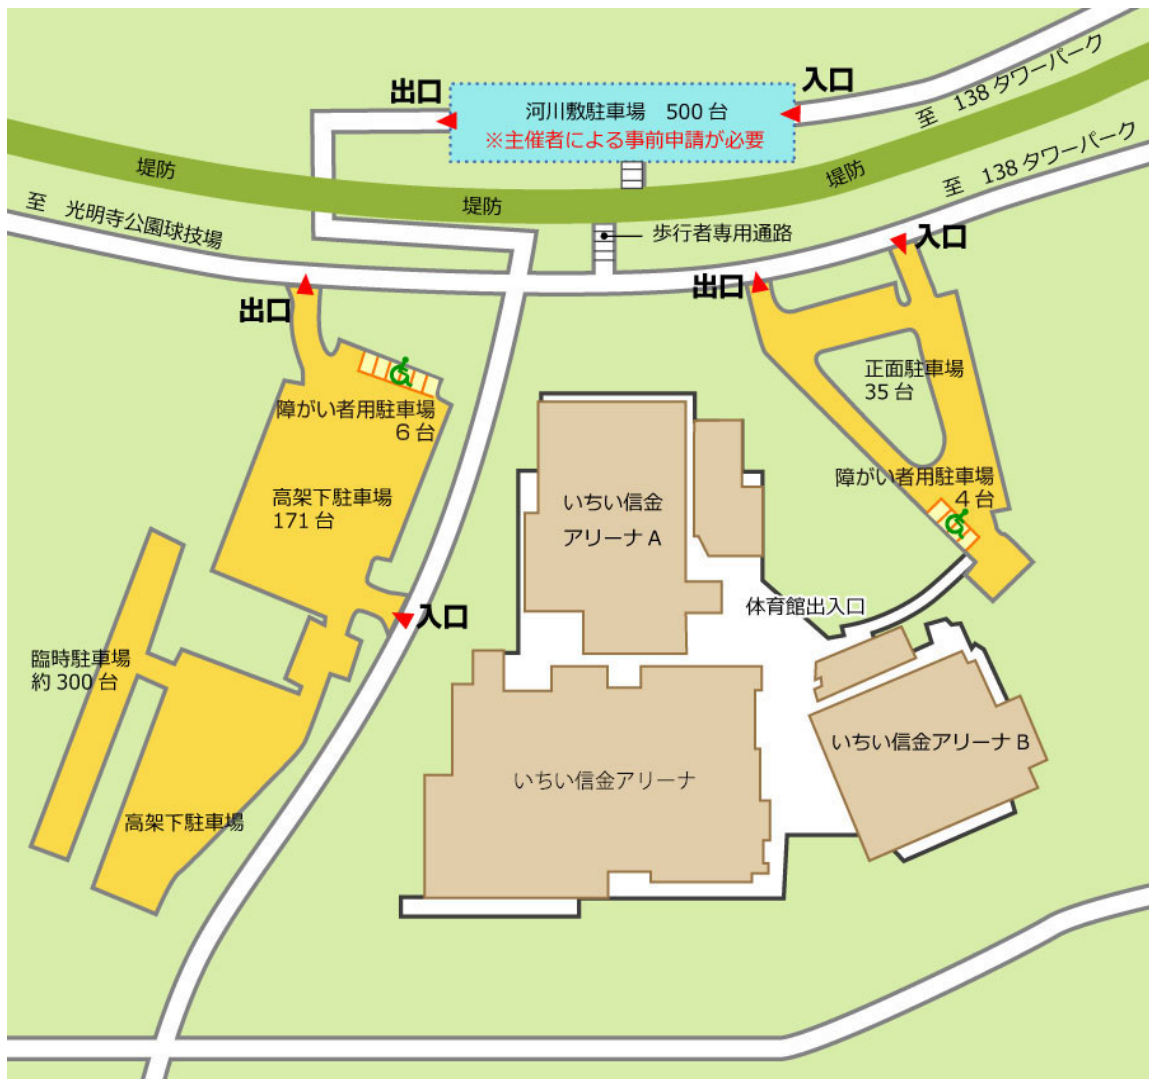 出口
入口
河川敷駐車場 500台
※主催者による事前申請が必要
至 138タワーパーク
堤防
堤防
堤防
至 138タワーパーク
至 光明寺公園球技場
歩行者専用通路
入口
出口
出口
正面駐車場
35台
障がい者用駐車場
6台
障がい者用駐車場
4台
高架下駐車場
171台
いちい信金
アリーナA
体育館出入口
入口
臨時駐車場
約300台
いちい信金アリーナB
いちい信金アリーナ
高架下駐車場